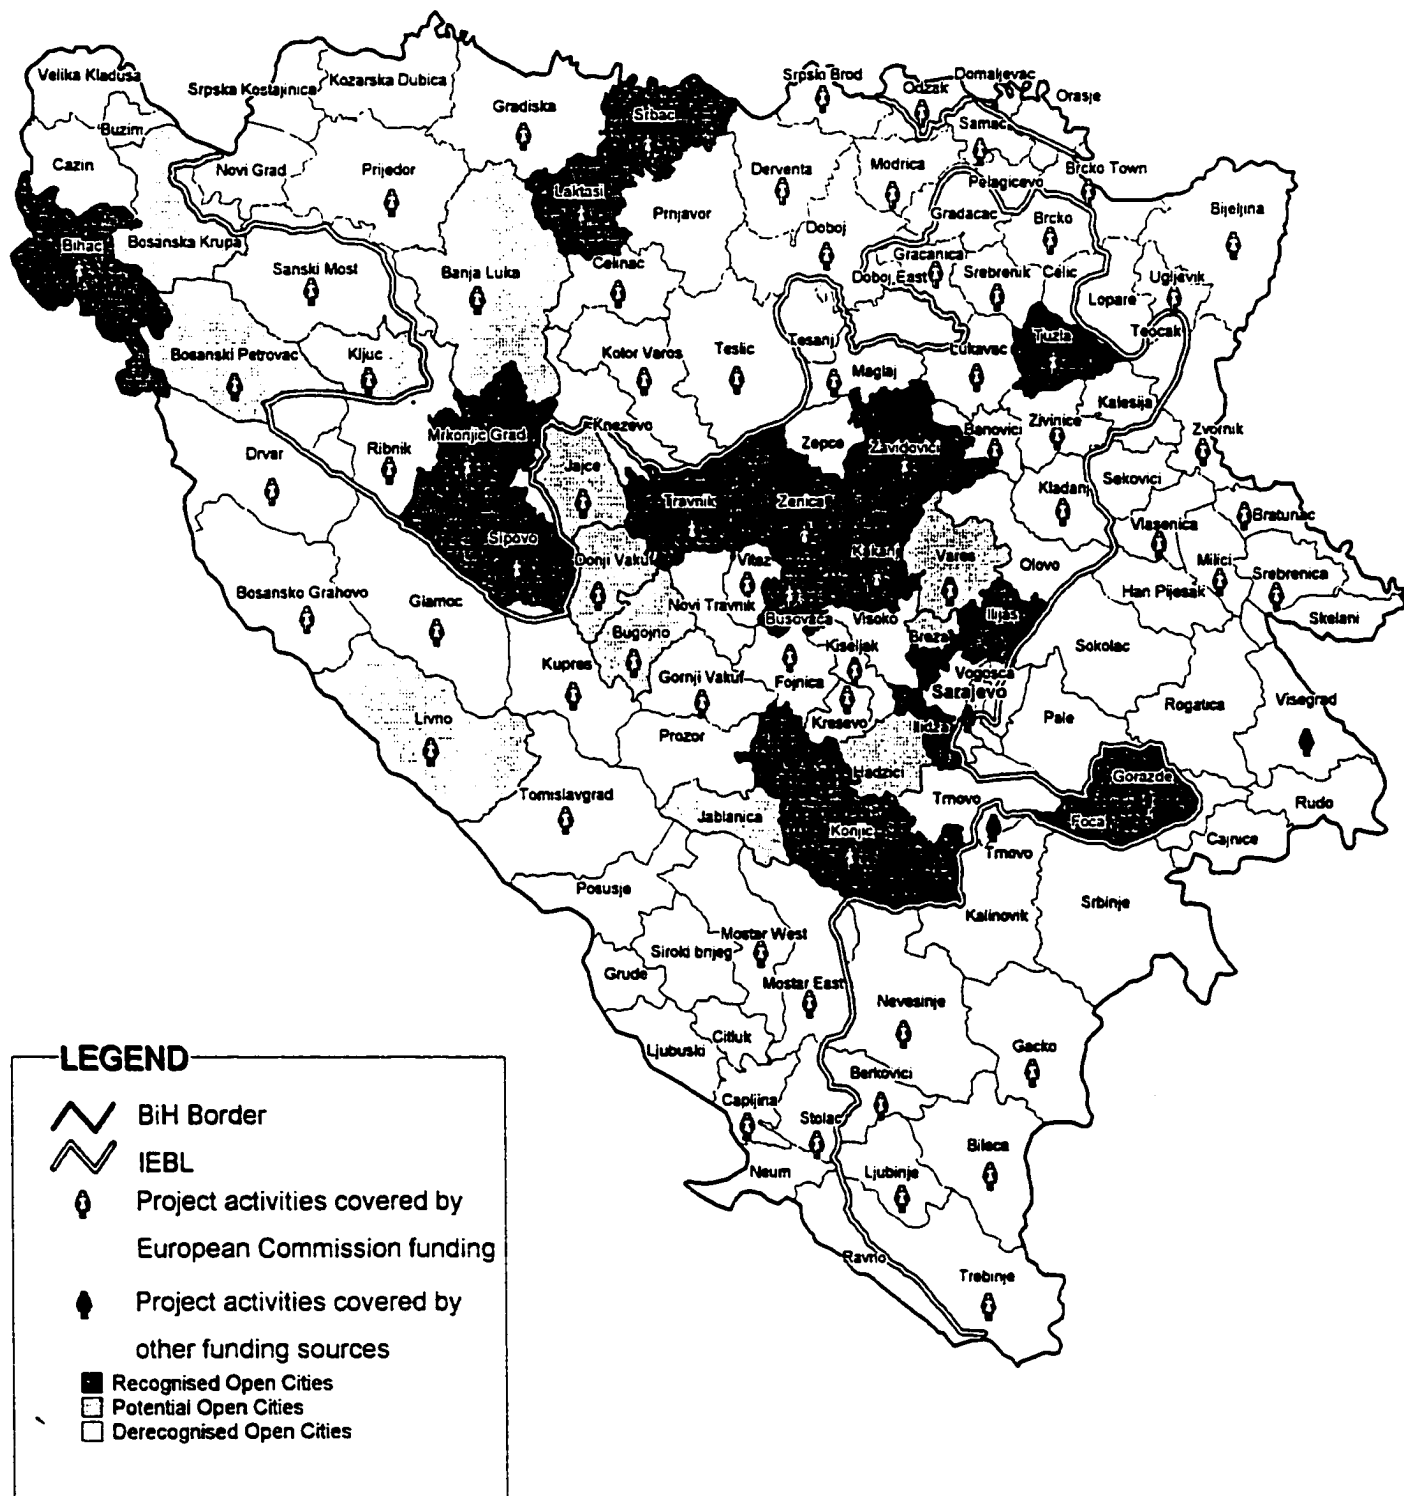 Velika Kladusa
Srpska Kostajinica
Kozarska Dubica
Gradiska
Srbac
Srpski Brod
Odzak
Domaljevac
Orasje
Samac
Buzim
Cazin
Novi Grad
Prijedor
Laktasi
Prnjavor
Derventa
Modrica
Pelagicevo
Brcko Town
Bijeljina
Bihac
Bosanska Krupa
Sanski Most
Banja Luka
Celinac
Doboj
Gradacac
Brcko
Gracanica
Doboj East
Srebrenik
Celic
Lopare
Ugljevik
Teocak
Bosanski Petrovac
Kljuc
Kotor Varos
Teslic
Tesanj
Maglaj
Lukavac
Tuzla
Kalesija
Drvar
Ribnik
Mrkonjic Grad
Knezevo
Jajce
Zepce
Zavidovici
Banovici
Zivinice
Zvornik
Sekovici
Travnik
Zenica
Kladanj
Vlasenica
Bratunac
Sipovo
Donji Vakuf
Vitez
Kakanj
Vares
Olovo
Milici
Srebrenica
Han Pijesak
Skelani
Bosansko Grahovo
Glamoc
Novi Travnik
Busovaca
Visoko
Ilijas
Breza
Sokolac
Bugojno
Kiseljak
Vogosca
Sarajevo
Kupres
Gornji Vakuf
Fojnica
Kresevo
Ilidza
Pale
Rogatica
Visegrad
Livno
Prozor
Hadzici
Gorazde
Tomislavgrad
Jablanica
Konjic
Trnovo
Foca
Rudo
Cajnice
Trnovo
Posusje
Kalinovik
Srbinje
Mostar West
Siroki brijeg
Grude
Mostar East
Nevesinje
Citluk
Ljubuski
Gacko
Berkovici
Capljina
Stolac
Bileca
Neum
Ljubinje
Ravno
Trebinje
LEGEND
BiH Border
IEBL
Project activities covered by
European Commission funding
Project activities covered by
other funding sources
Recognised Open Cities
Potential Open Cities
Derecognised Open Cities